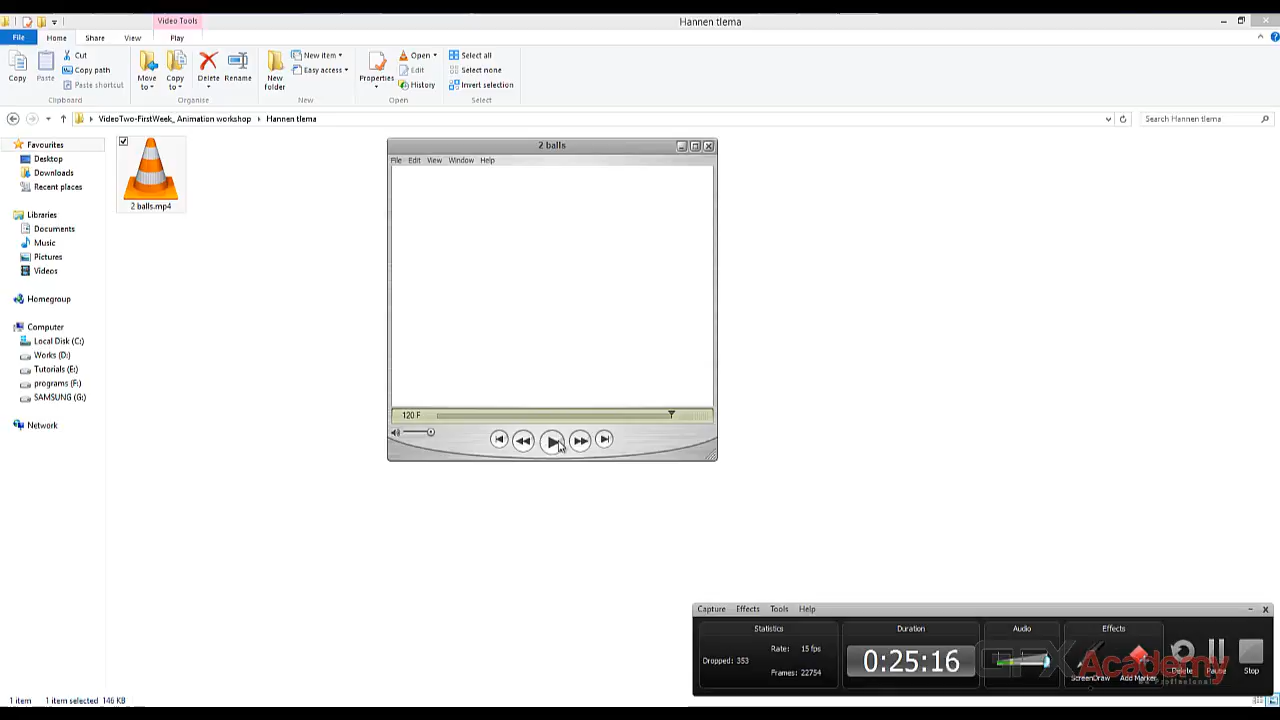 Video Tools
Hannen tlema
File Home Share View Play
Copy
Paste
Cut
Copy path
Paste shortcut
Clipboard
Move to
Copy to
Delete
Rename
Organise
New folder
New item
Easy access
New
Properties
Open
Edit
History
Open
Select all
Select none
Invert selection
Select
VideoTwo-FirstWeek_ Animation workshop
Hannen tlema
Search Hannen tlema
Favourites
Desktop
Downloads
Recent places
Libraries
Documents
Music
Pictures
Videos
Homegroup
Computer
Local Disk (C:)
Works (D:)
Tutorials (E:)
programs (F:)
SAMSUNG (G:)
Network
2 balls.mp4
2 balls
File Edit View Window Help
120 F
Capture Effects Tools Help
Statistics
Dropped: 353
Rate: 15 fps
Frames: 22754
Duration
0:25:16
Audio
Effects
ScreenDraw
Add Marker
Delete
Pause
Stop
GFXAcademy
1 item 1 item selected 146 KB